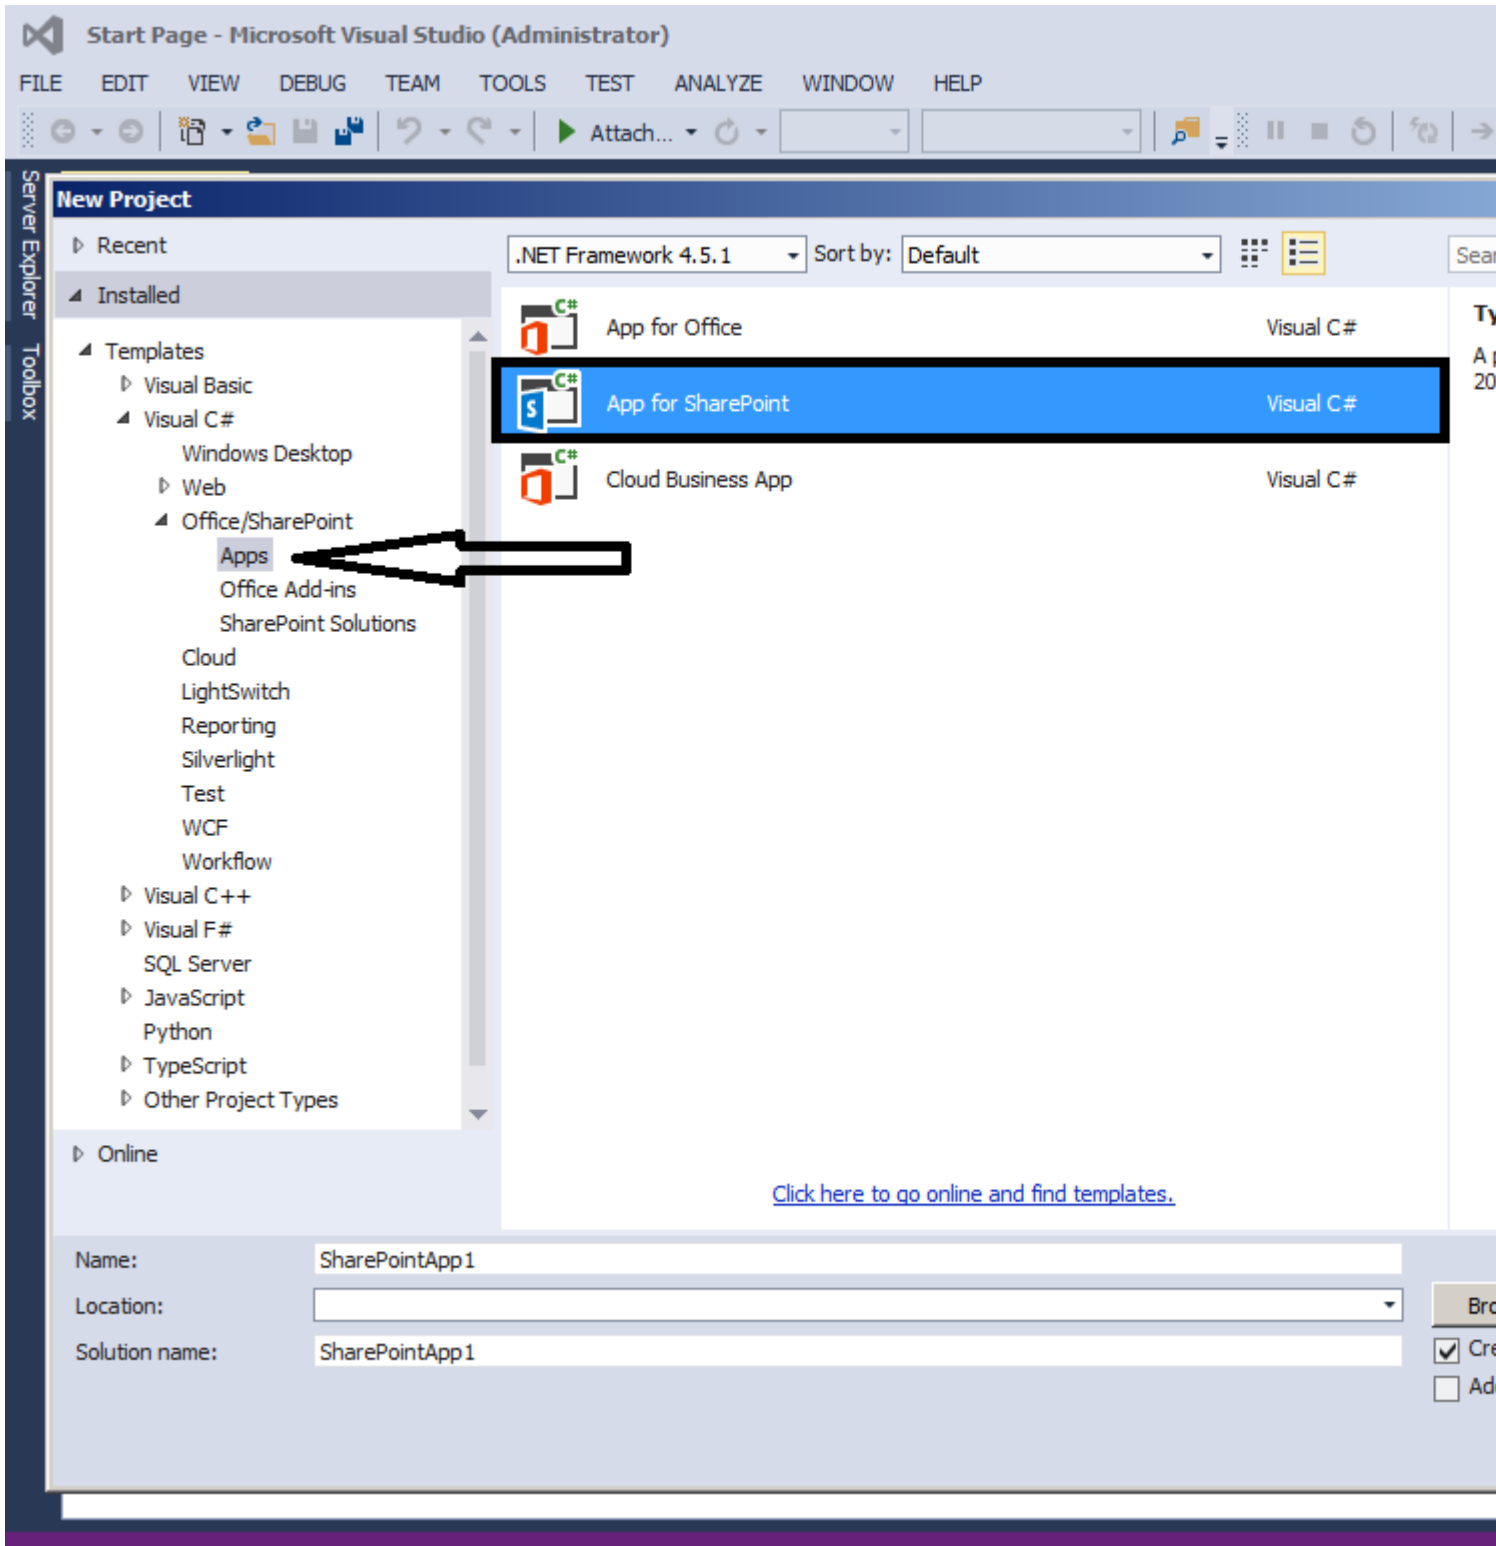 Start Page - Microsoft Visual Studio (Administrator)
FILE EDIT VIEW DEBUG TEAM TOOLS TEST ANALYZE WINDOW HELP
Attach...
Server Explorer
Toolbox
New Project
Recent
Installed
Templates
Visual Basic
Visual C#
Windows Desktop
Web
Office/SharePoint
Apps
Office Add-ins
SharePoint Solutions
Cloud
LightSwitch
Reporting
Silverlight
Test
WCF
Workflow
Visual C++
Visual F#
SQL Server
JavaScript
Python
TypeScript
Other Project Types
Online
.NET Framework 4.5.1 Sort by: Default
C# App for Office Visual C#
C# S App for SharePoint Visual C#
C# Cloud Business App Visual C#
Click here to go online and find templates.
A
20
Name: SharePointApp1
Location:
Solution name: SharePointApp1